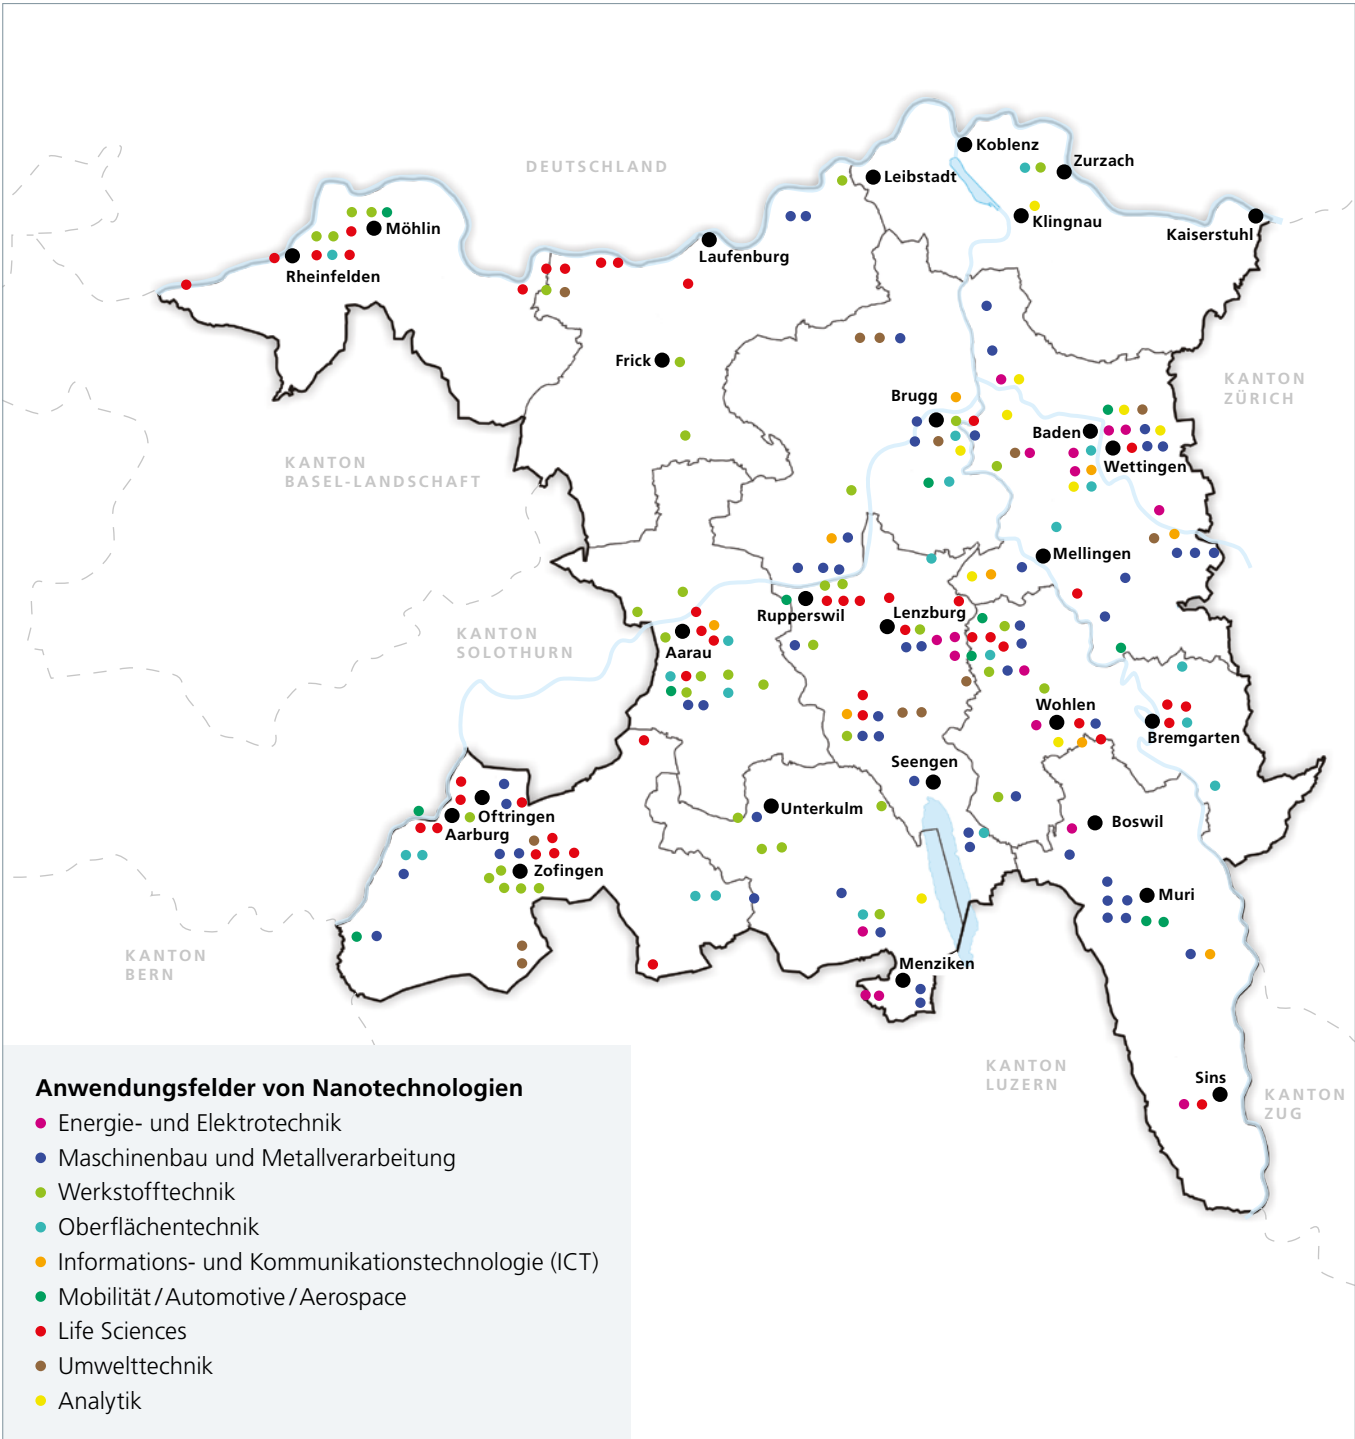 Koblenz
Zurzach
DEUTSCHLAND
Leibstadt
Klingnau
Möhlin
Kaiserstuhl
Laufenburg
Rheinfelden
Frick
KANTON
ZÜRICH
Brugg
Baden
Wettingen
KANTON
BASEL-LANDSCHAFT
Mellingen
Rupperswil
Lenzburg
KANTON
SOLOTHURN
Aarau
Wohlen
Bremgarten
Seengen
Unterkulm
Oftringen
Aarburg
Boswil
Zofingen
Muri
KANTON
BERN
Menziken
KANTON
LUZERN
Sins
KANTON
ZUG
Anwendungsfelder von Nanotechnologien
Energie- und Elektrotechnik
Maschinenbau und Metallverarbeitung
Werkstofftechnik
Oberflächentechnik
Informations- und Kommunikationstechnologie (ICT)
Mobilität / Automotive / Aerospace
Life Sciences
Umwelttechnik
Analytik